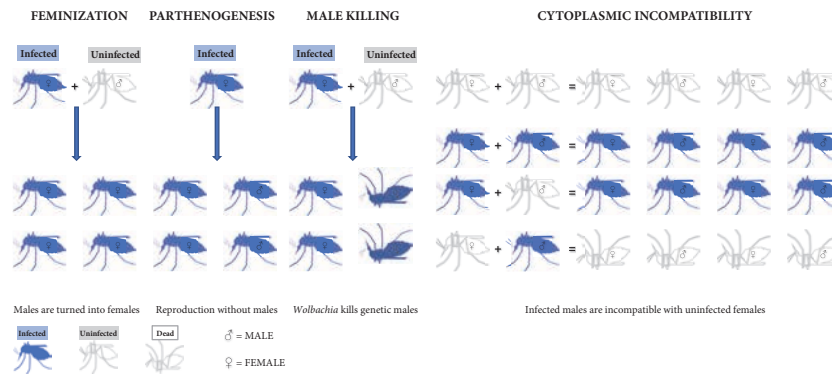 FEMINIZATION
PARTHENOGENESIS
MALE KILLING
CYTOPLASMIC INCOMPATIBILITY
Infected
Uninfected
Infected
Infected
Uninfected
♀ + ♂
♀
♀ + ♂
♀ + ♂ = ♀ ♂ ♀ ♂
♀ + ♂ = ♀ ♂ ♀ ♂
♀ + ♂ = ♀ ♂ ♀ ♂
♀ + ♂ = ♀ ♂ ♀ ♂
♀ ♀
♀ ♂
♀
♀ ♀
♀ ♂
♀
Males are turned into females
Reproduction without males
Wolbachia kills genetic males
Infected males are incompatible with uninfected females
Infected
Uninfected
Dead
♂ = MALE
♀ = FEMALE